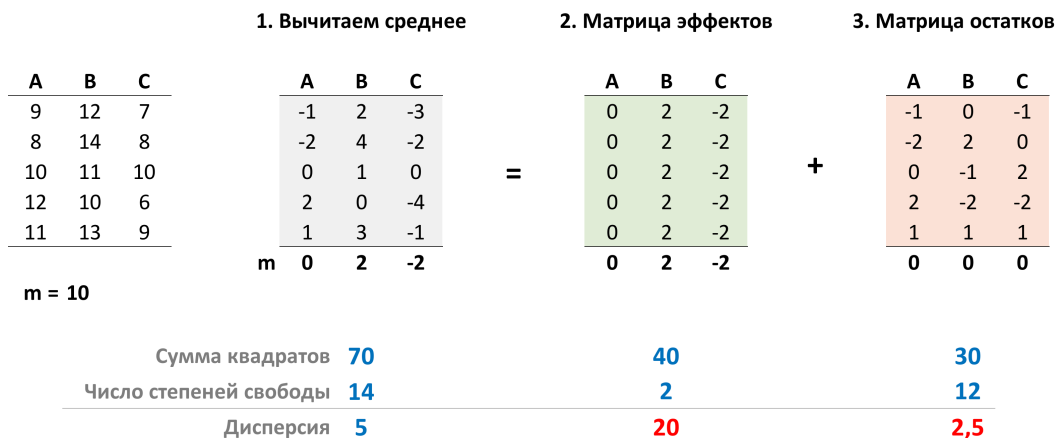 1. Вычитаем среднее 2. Матрица эффектов 3. Матрица остатков
A B C A B C A B C A B C
9 12 7 -1 2 -3 0 2 -2 -1 0 -1
8 14 8 -2 4 -2 0 2 -2 -2 2 0
10 11 10 0 1 0 = 0 2 -2 + 0 -1 2
12 10 6 2 0 -4 0 2 -2 2 -2 -2
11 13 9 1 3 -1 0 2 -2 1 1 1
m 0 2 -2 0 2 -2 0 0 0
m = 10
Сумма квадратов 70 40 30
Число степеней свободы 14 2 12
Дисперсия 5 20 2,5